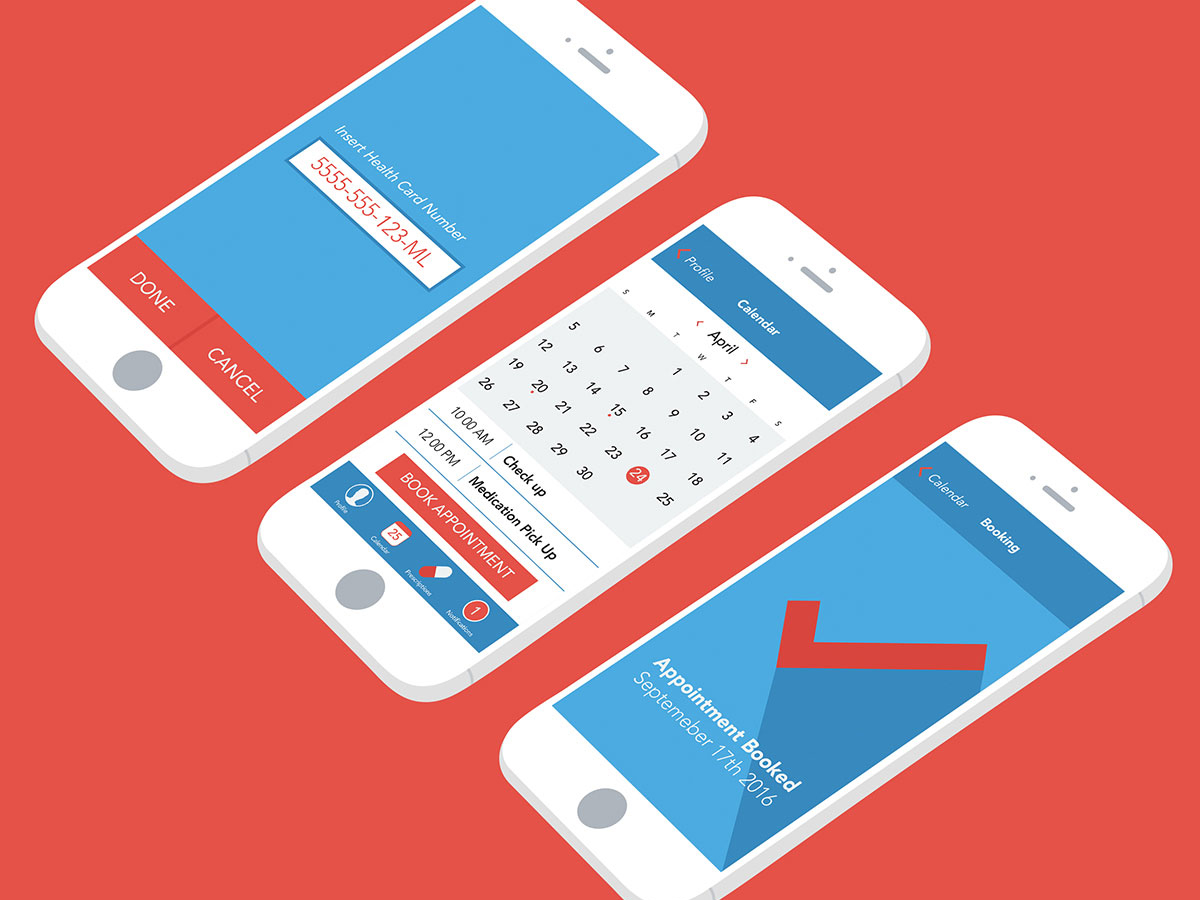 Insert Health Card Number
5555-555-123-ML
DONE
CANCEL
Profile
Calendar
April
S M T W T F S
1 2 3 4
5 6 7 8 9 10 11
12 13 14 15 16 17 18
19 20 21 22 23 24 25
26 27 28 29 30
10 00 AM Check up
12 00 PM Medication Pick Up
BOOK APPOINTMENT
25
1
Profile Calendar Prescriptions Notifications
Calendar
Booking
Appointment Booked
Septemeber 17th 2016